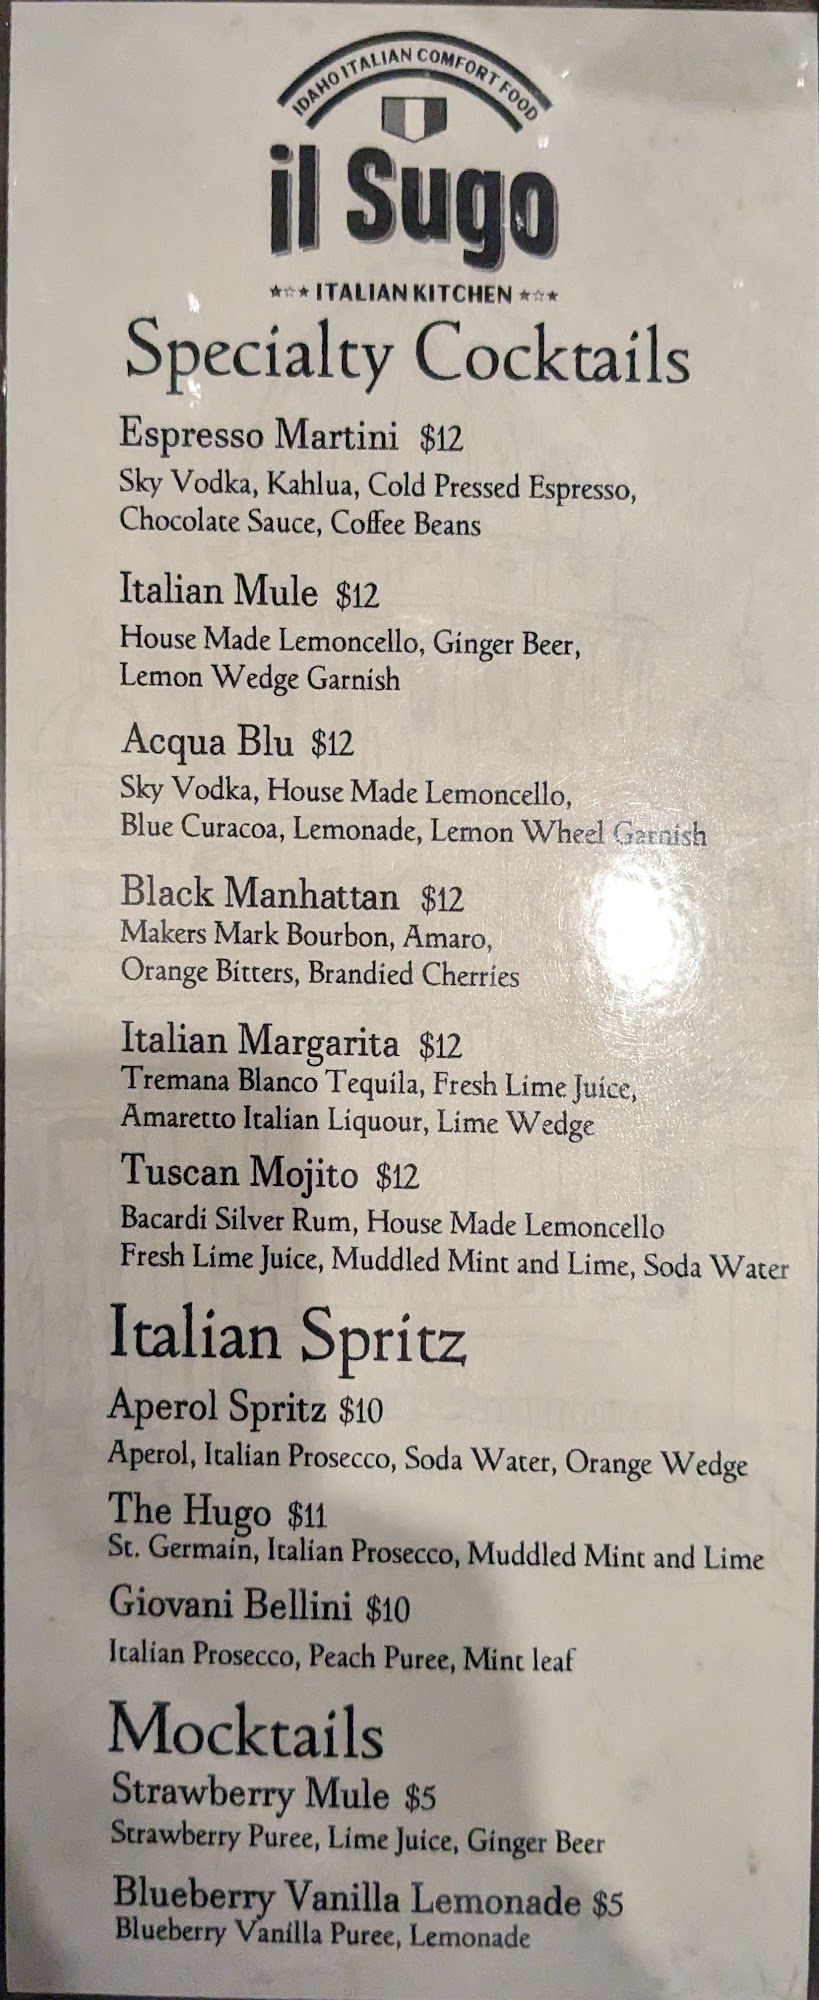 IDAHO ITALIAN COMFORT FOOD
il Sugo
★☆★ ITALIAN KITCHEN ★☆★
Specialty Cocktails
Espresso Martini $12
Sky Vodka, Kahlua, Cold Pressed Espresso,
Chocolate Sauce, Coffee Beans
Italian Mule $12
House Made Lemoncello, Ginger Beer,
Lemon Wedge Garnish
Acqua Blu $12
Sky Vodka, House Made Lemoncello,
Blue Curacoa, Lemonade, Lemon Wheel Garnish
Black Manhattan $12
Makers Mark Bourbon, Amaro,
Orange Bitters, Brandied Cherries
Italian Margarita $12
Tremana Blanco Tequila, Fresh Lime Juice,
Amaretto Italian Liquour, Lime Wedge
Tuscan Mojito $12
Bacardi Silver Rum, House Made Lemoncello
Fresh Lime Juice, Muddled Mint and Lime, Soda Water
Italian Spritz
Aperol Spritz $10
Aperol, Italian Prosecco, Soda Water, Orange Wedge
The Hugo $11
St. Germain, Italian Prosecco, Muddled Mint and Lime
Giovani Bellini $10
Italian Prosecco, Peach Puree, Mint leaf
Mocktails
Strawberry Mule $5
Strawberry Puree, Lime Juice, Ginger Beer
Blueberry Vanilla Lemonade $5
Blueberry Vanilla Puree, Lemonade